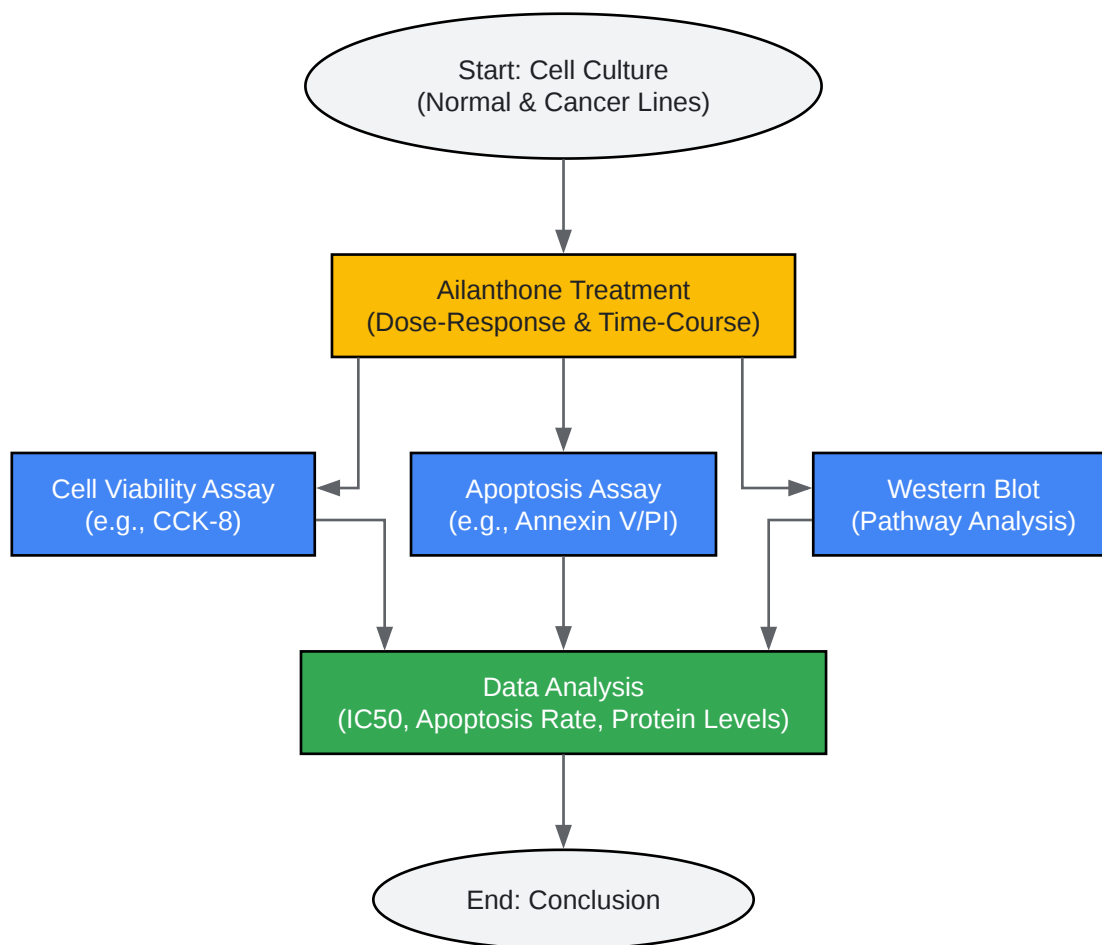 Start: Cell Culture
(Normal & Cancer Lines)
Ailanthone Treatment
(Dose-Response & Time-Course)
Cell Viability Assay
(e.g., CCK-8)
Apoptosis Assay
(e.g., Annexin V/PI)
Western Blot
(Pathway Analysis)
Data Analysis
(IC50, Apoptosis Rate, Protein Levels)
End: Conclusion